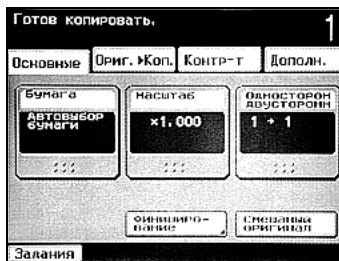 Готов копировать.
1
Основные
Ориг.▸Коп.
Контр-т
Дополн.
Бумага
Масштаб
Односторон
двусторонн
Автовыбор
бумаги
×1.000
1 → 1
Финиширо-
вание
Смешаный
оригинал
Задания